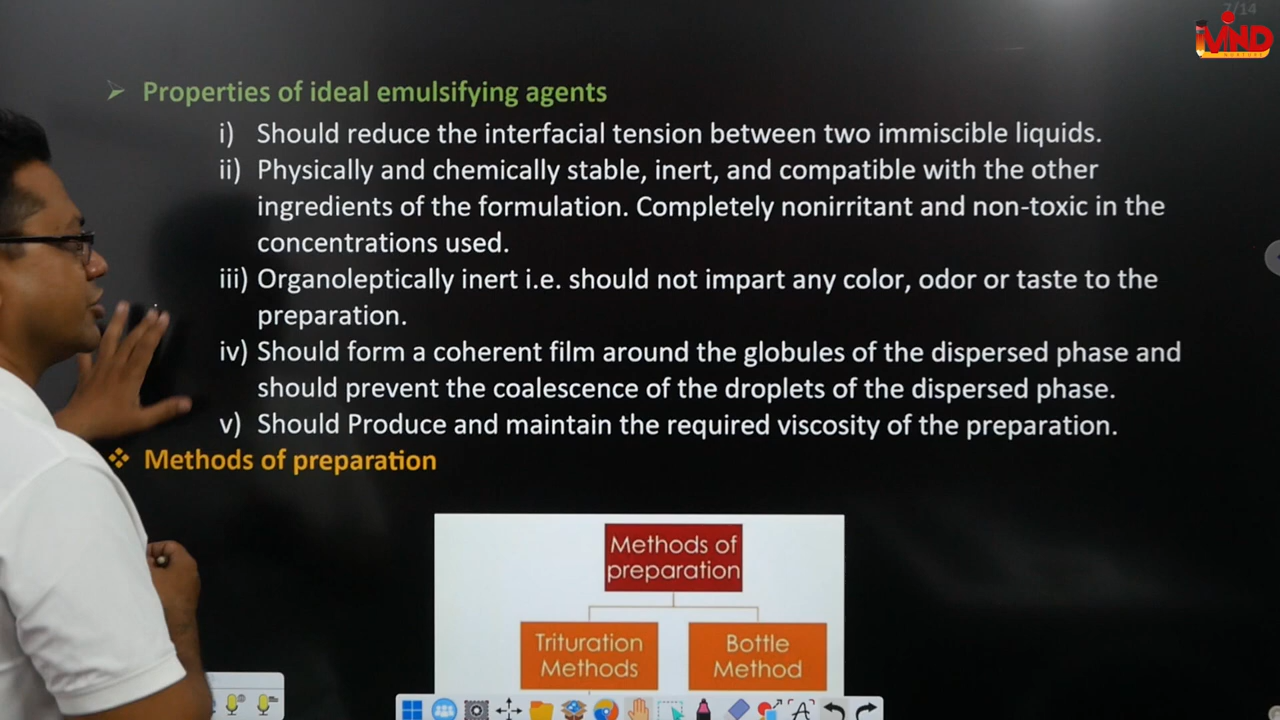 7/14
MIND
Properties of ideal emulsifying agents
i) Should reduce the interfacial tension between two immiscible liquids.
ii) Physically and chemically stable, inert, and compatible with the other
ingredients of the formulation. Completely nonirritant and non-toxic in the
concentrations used.
iii) Organoleptically inert i.e. should not impart any color, odor or taste to the
preparation.
iv) Should form a coherent film around the globules of the dispersed phase and
should prevent the coalescence of the droplets of the dispersed phase.
v) Should Produce and maintain the required viscosity of the preparation.
Methods of preparation
Methods of
preparation
Trituration
Methods
Bottle
Method